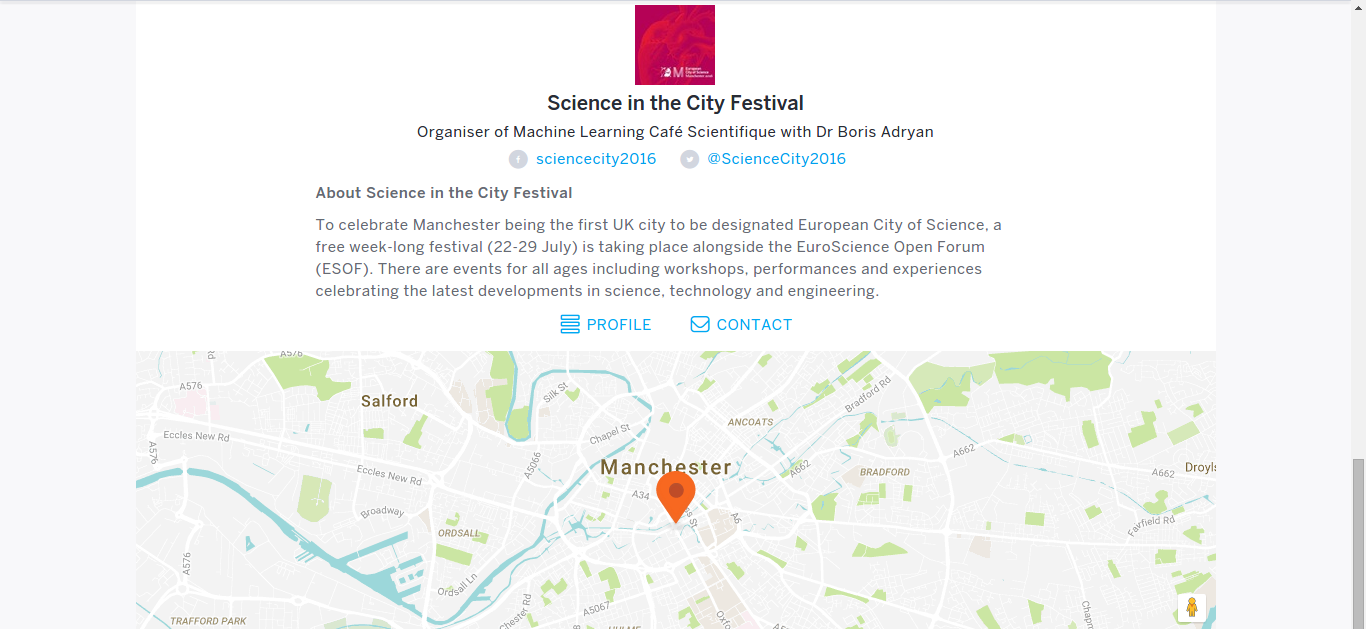 European
City of Science
Manchester 2016
Science in the City Festival
Organiser of Machine Learning Café Scientifique with Dr Boris Adryan
sciencecity2016 @ScienceCity2016
About Science in the City Festival
To celebrate Manchester being the first UK city to be designated European City of Science, a
free week-long festival (22-29 July) is taking place alongside the EuroScience Open Forum
(ESOF). There are events for all ages including workshops, performances and experiences
celebrating the latest developments in science, technology and engineering.
PROFILE CONTACT
A576
A576
Silk St
Bradford Rd
Salford
ANCOATS
Eccles New Rd
Chapel St
A576
A5066
A662
Manchester
A662
BRADFORD
A662
Droyls
Eccles New Rd
A34
Broadway
A6
Fairfield Rd
ORDSALL
A576
Ordsall Ln
A5067
TRAFFORD PARK